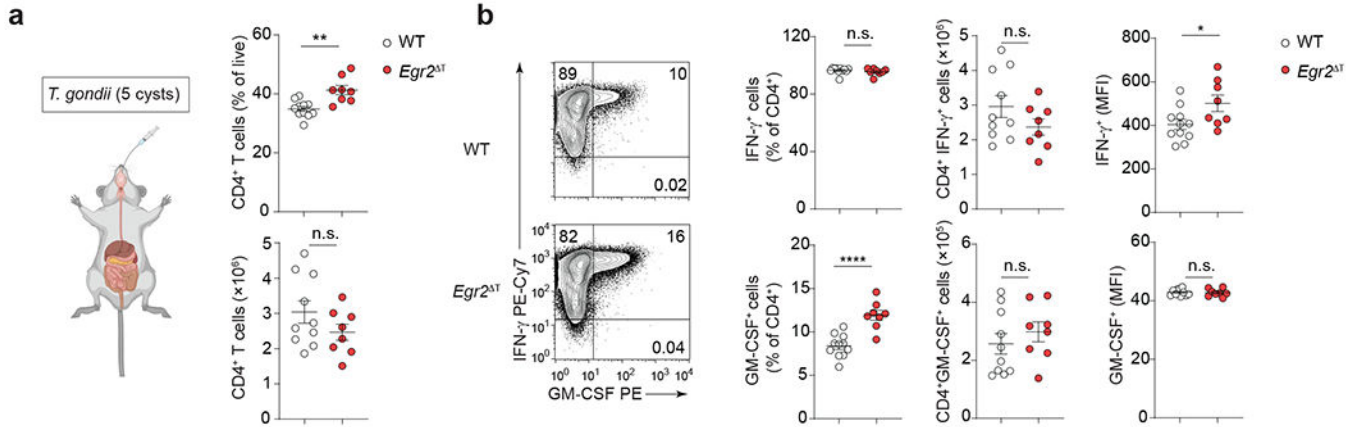 a
T. gondii (5 cysts)
CD4⁺ T cells (% of live)
60
40
20
0
**
WT
Egr2ΔT
CD4⁺ T cells (×10⁶)
5
4
3
2
1
0
n.s.
b
WT
89
10
0.02
Egr2ΔT
82
16
0.04
IFN-γ PE-Cy7
10⁴
10³
10²
10¹
10⁰
10⁰ 10¹ 10² 10³ 10⁴
GM-CSF PE
IFN-γ⁺ cells
(% of CD4⁺)
120
90
60
30
0
n.s.
CD4⁺ IFN-γ⁺ cells (×10⁶)
5
4
3
2
1
0
n.s.
IFN-γ⁺ (MFI)
800
600
400
200
0
*
WT
Egr2ΔT
GM-CSF⁺ cells
(% of CD4⁺)
20
15
10
5
0
****
CD4⁺GM-CSF⁺ cells (×10⁵)
6
4
2
0
n.s.
GM-CSF⁺ (MFI)
60
40
20
0
n.s.